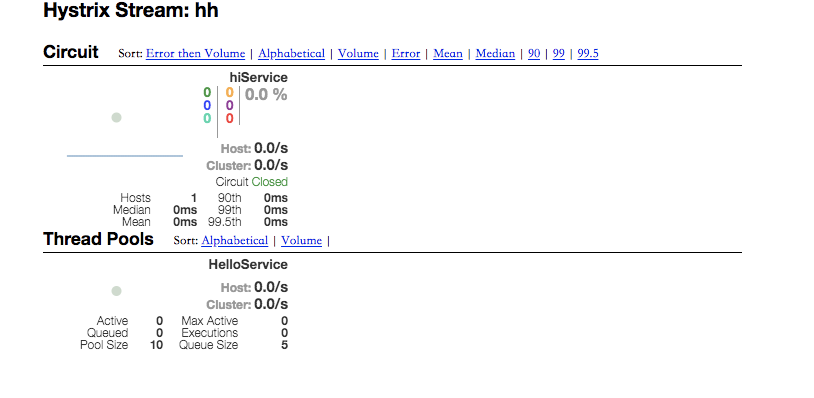 Hystrix Stream: hh
Circuit Sort: Error then Volume | Alphabetical | Volume | Error | Mean | Median | 90 | 99 | 99.5
hiService
0 0 0.0 %
0 0
0 0
Host: 0.0/s
Cluster: 0.0/s
Circuit Closed
Hosts 1 90th 0ms
Median 0ms 99th 0ms
Mean 0ms 99.5th 0ms
Thread Pools Sort: Alphabetical | Volume |
HelloService
Host: 0.0/s
Cluster: 0.0/s
Active 0 Max Active 0
Queued 0 Executions 0
Pool Size 10 Queue Size 5